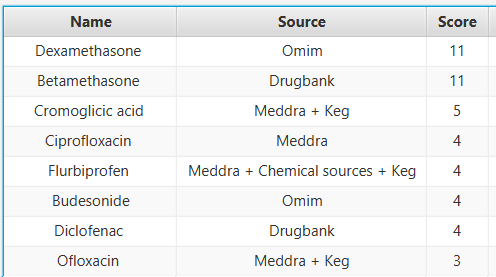 Name Source Score
Dexamethasone Omim 11
Betamethasone Drugbank 11
Cromoglicic acid Meddra + Keg 5
Ciprofloxacin Meddra 4
Flurbiprofen Meddra + Chemical sources + Keg 4
Budesonide Omim 4
Diclofenac Drugbank 4
Ofloxacin Meddra + Keg 3